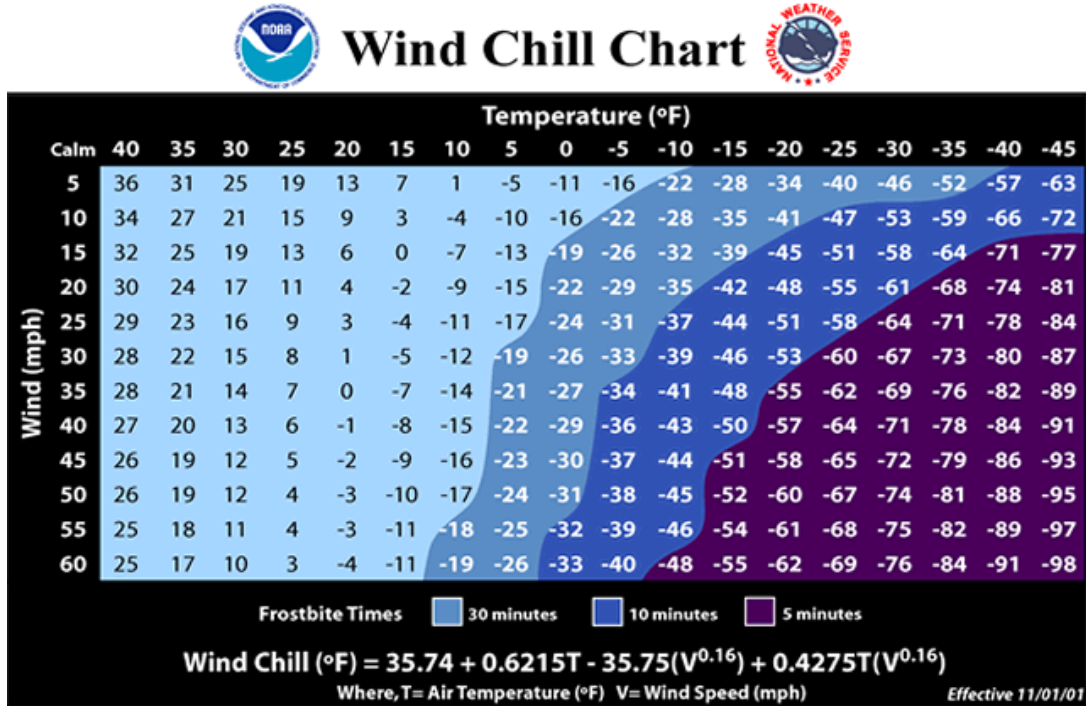 NOAA
NATIONAL OCEANIC AND ATMOSPHERIC ADMINISTRATION
U.S. DEPARTMENT OF COMMERCE
Wind Chill Chart
NATIONAL WEATHER SERVICE
Temperature (ºF)
Calm 40 35 30 25 20 15 10 5 0 -5 -10 -15 -20 -25 -30 -35 -40 -45
5 36 31 25 19 13 7 1 -5 -11 -16 -22 -28 -34 -40 -46 -52 -57 -63
10 34 27 21 15 9 3 -4 -10 -16 -22 -28 -35 -41 -47 -53 -59 -66 -72
15 32 25 19 13 6 0 -7 -13 -19 -26 -32 -39 -45 -51 -58 -64 -71 -77
20 30 24 17 11 4 -2 -9 -15 -22 -29 -35 -42 -48 -55 -61 -68 -74 -81
25 29 23 16 9 3 -4 -11 -17 -24 -31 -37 -44 -51 -58 -64 -71 -78 -84
30 28 22 15 8 1 -5 -12 -19 -26 -33 -39 -46 -53 -60 -67 -73 -80 -87
35 28 21 14 7 0 -7 -14 -21 -27 -34 -41 -48 -55 -62 -69 -76 -82 -89
40 27 20 13 6 -1 -8 -15 -22 -29 -36 -43 -50 -57 -64 -71 -78 -84 -91
45 26 19 12 5 -2 -9 -16 -23 -30 -37 -44 -51 -58 -65 -72 -79 -86 -93
50 26 19 12 4 -3 -10 -17 -24 -31 -38 -45 -52 -60 -67 -74 -81 -88 -95
55 25 18 11 4 -3 -11 -18 -25 -32 -39 -46 -54 -61 -68 -75 -82 -89 -97
60 25 17 10 3 -4 -11 -19 -26 -33 -40 -48 -55 -62 -69 -76 -84 -91 -98
Wind (mph)
Frostbite Times 30 minutes 10 minutes 5 minutes
Wind Chill (ºF) = 35.74 + 0.6215T - 35.75(V^0.16) + 0.4275T(V^0.16)
Where, T= Air Temperature (ºF) V= Wind Speed (mph)
Effective 11/01/01